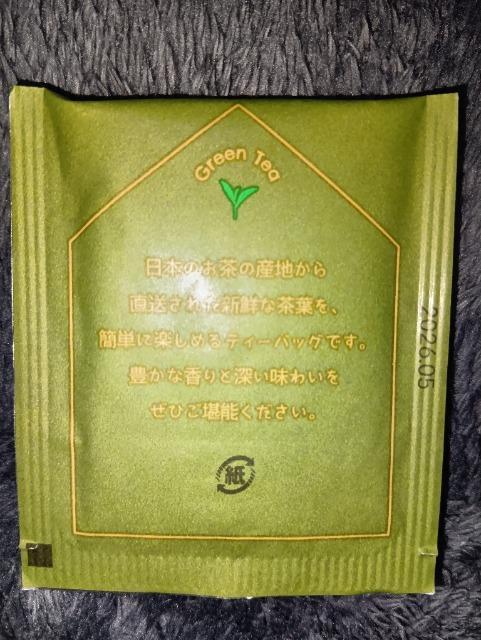 Green Tea
日本のお茶の産地から
直送された新鮮な茶葉を、
簡単に楽しめるティーバッグです。
豊かな香りと深い味わいを
ぜひご堪能ください。
紙
2026.05